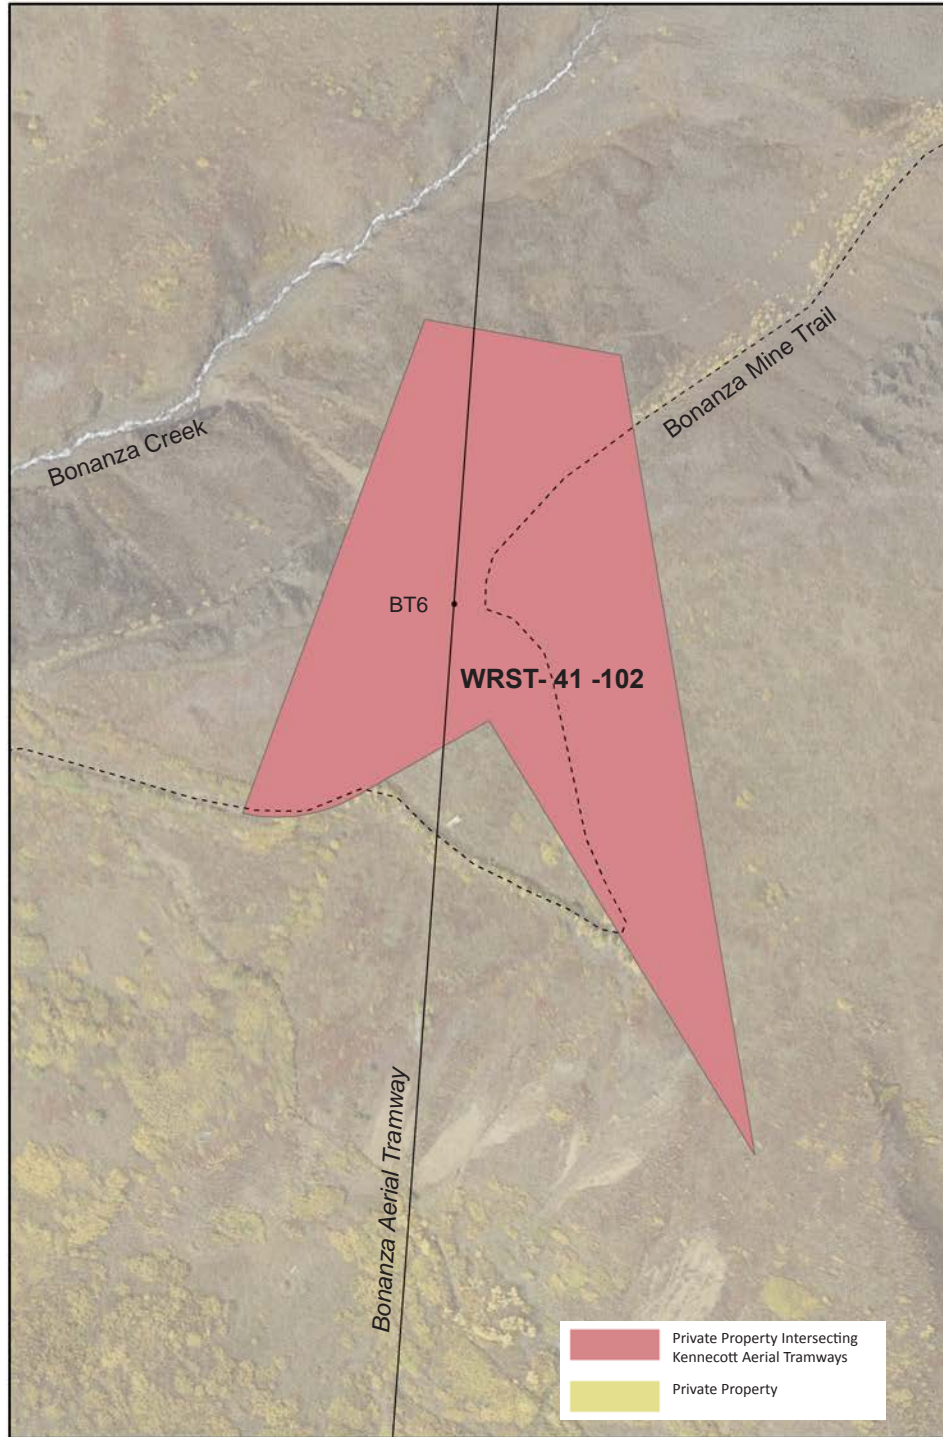 Bonanza Creek
Bonanza Mine Trail
BT6
WRST- 41 -102
Bonanza Aerial Tramway
Private Property Intersecting
Kennecott Aerial Tramways
Private Property